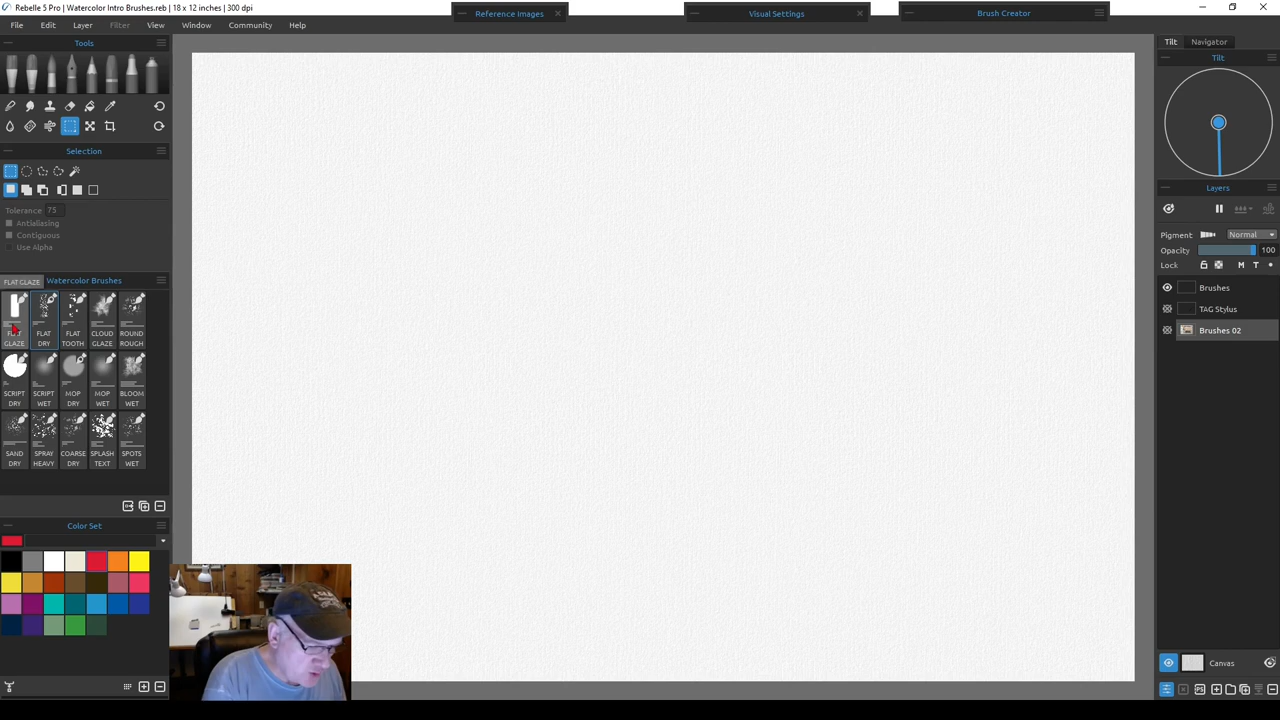 Rebelle 5 Pro | Watercolor Intro Brushes.reb | 18 x 12 inches | 300 dpi
Reference Images
Visual Settings
Brush Creator
File Edit Layer Filter View Window Community Help
Tools
Tilt Navigator
Tilt
Selection
Tolerance 75
Antialiasing
Contiguous
Use Alpha
Layers
Pigment Normal
Opacity 100
Lock M T
Brushes
TAG Stylus
Brushes 02
FLAT GLAZE
Watercolor Brushes
FLAT GLAZE
FLAT DRY
FLAT TOOTH
CLOUD GLAZE
ROUND ROUGH
SCRIPT DRY
SCRIPT WET
MOP DRY
MOP WET
BLOOM WET
SAND DRY
SPRAY HEAVY
COARSE DRY
SPLASH TEXT
SPOTS WET
Color Set
Canvas
PS